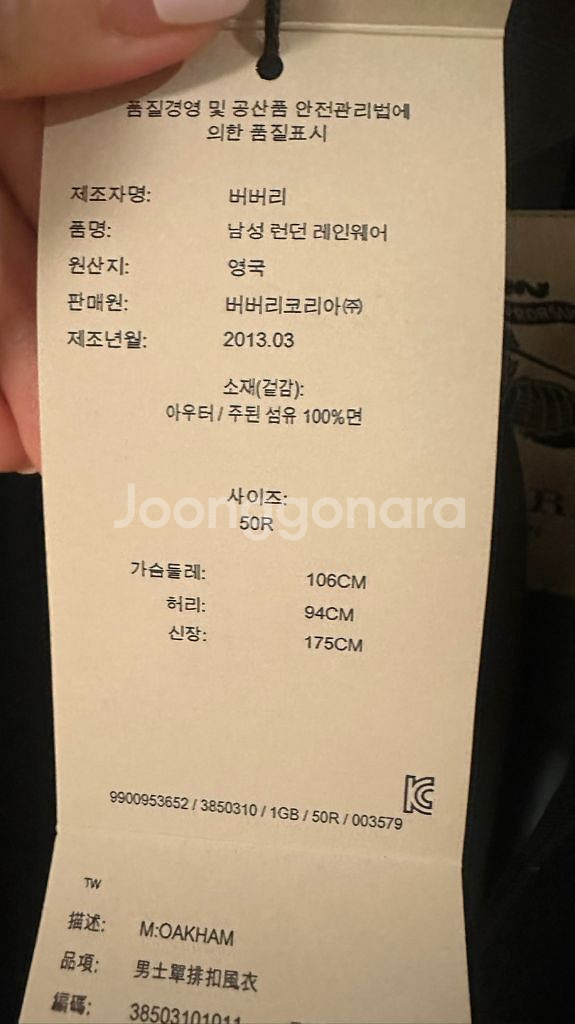 품질경영 및 공산품 안전관리법에
의한 품질표시
제조자명: 버버리
품명: 남성 런던 레인웨어
원산지: 영국
판매원: 버버리코리아㈜
제조년월: 2013.03
소재(겉감):
아우터 / 주된 섬유 100%면
사이즈:
Joonggonara
50R
가슴둘레: 106CM
허리: 94CM
신장: 175CM
9900953652 / 3850310 / 1GB / 50R / 003579
TW
描述: M:OAKHAM
品項: 男士單排扣風衣
編碼: 38503101011